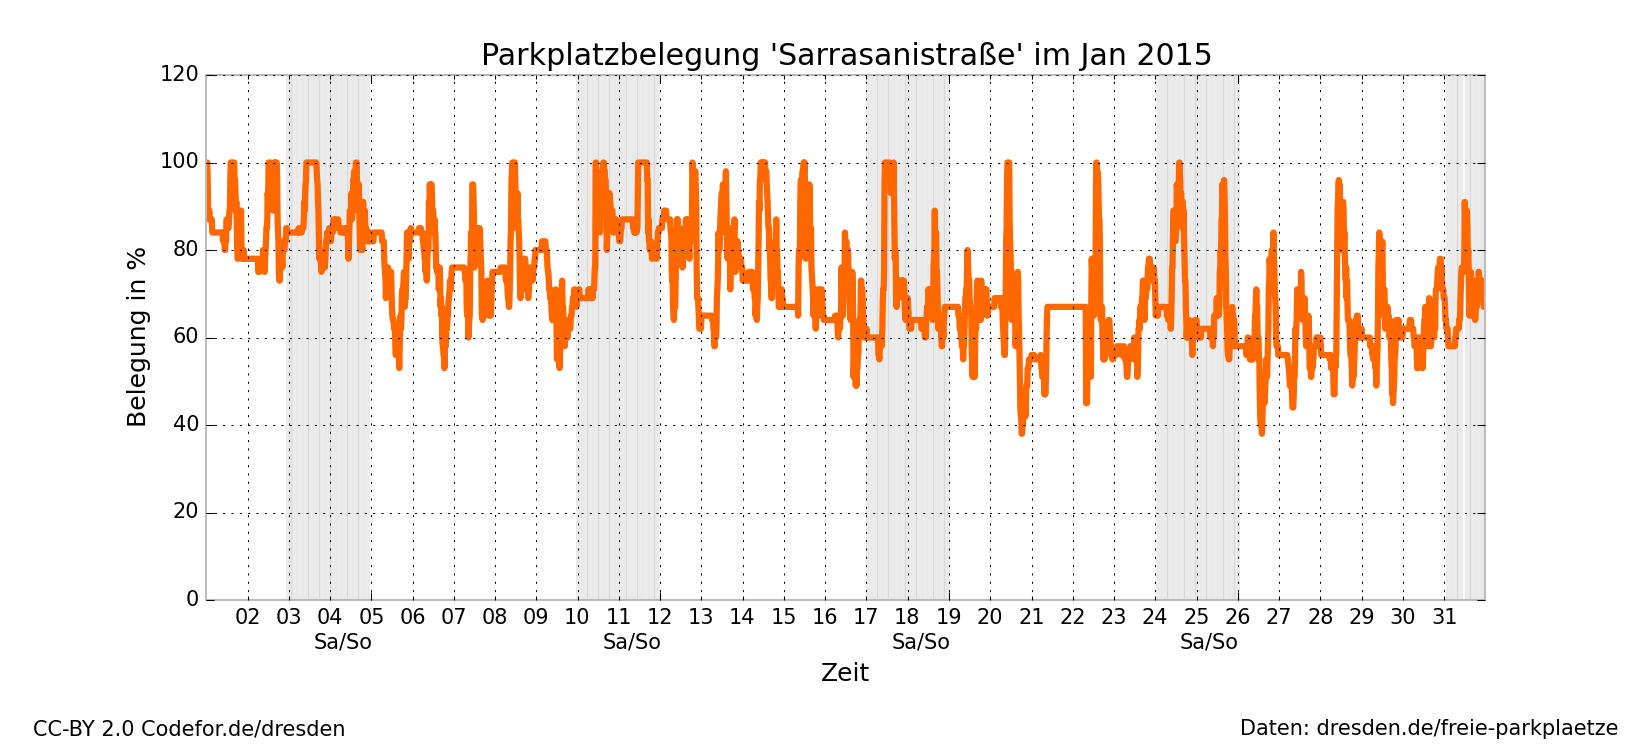 Parkplatzbelegung 'Sarrasanistraße' im Jan 2015
120
100
80
60
40
20
0
Belegung in %
02 03 04 05 06 07 08 09 10 11 12 13 14 15 16 17 18 19 20 21 22 23 24 25 26 27 28 29 30 31
Sa/So Sa/So Sa/So Sa/So
Zeit
CC-BY 2.0 Codefor.de/dresden
Daten: dresden.de/freie-parkplaetze